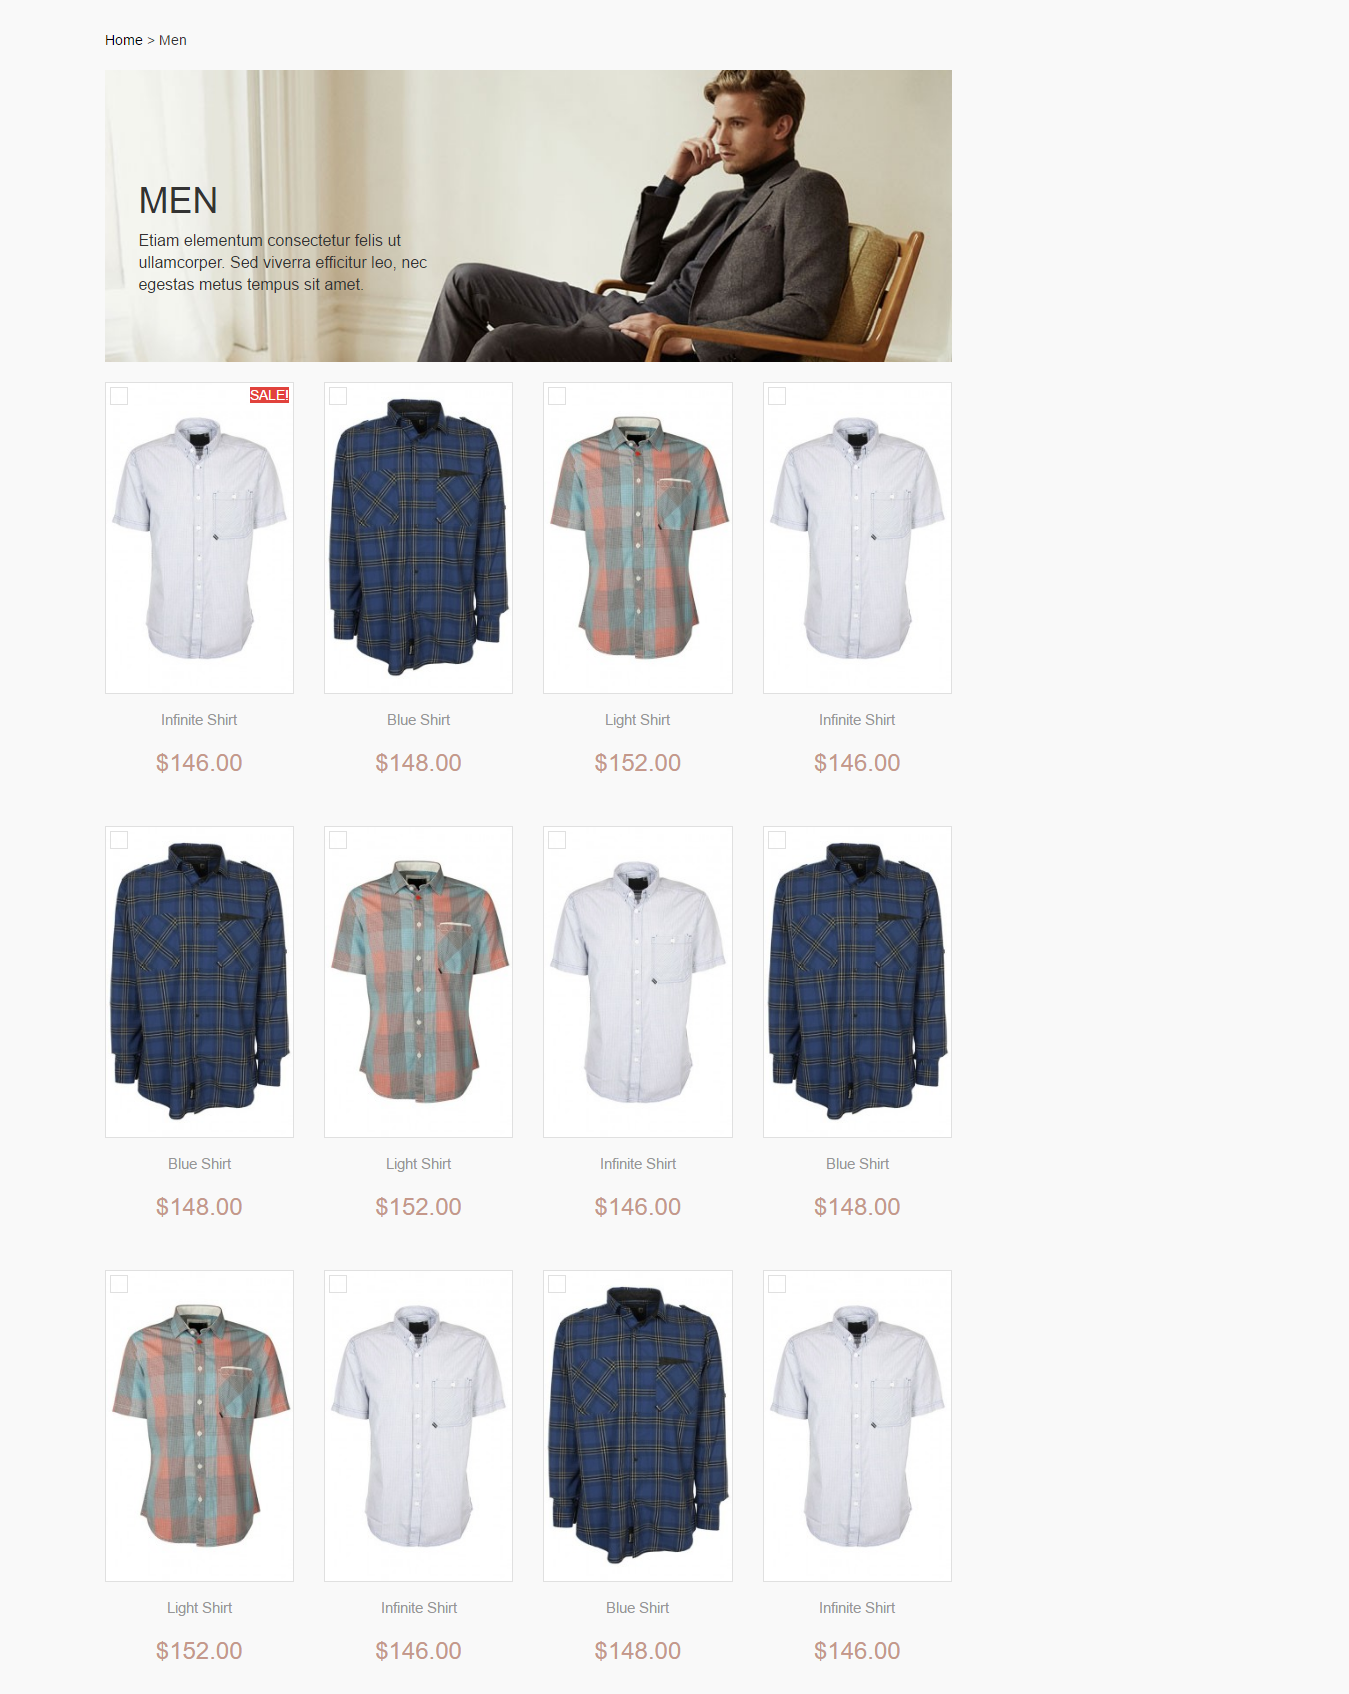 Home > Men
MEN
Etiam elementum consectetur felis ut
ullamcorper. Sed viverra efficitur leo, nec
egestas metus tempus sit amet.
SALE!
Infinite Shirt
Blue Shirt
Light Shirt
Infinite Shirt
$146.00
$148.00
$152.00
$146.00
Blue Shirt
Light Shirt
Infinite Shirt
Blue Shirt
$148.00
$152.00
$146.00
$148.00
Light Shirt
Infinite Shirt
Blue Shirt
Infinite Shirt
$152.00
$146.00
$148.00
$146.00